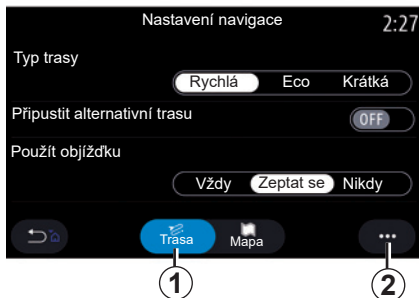 Nastavení navigace 2:27
Typ trasy
Rychlá Eco Krátká
Připustit alternativní trasu OFF
Použít objížďku
Vždy Zeptat se Nikdy
Trasa Mapa
1 2